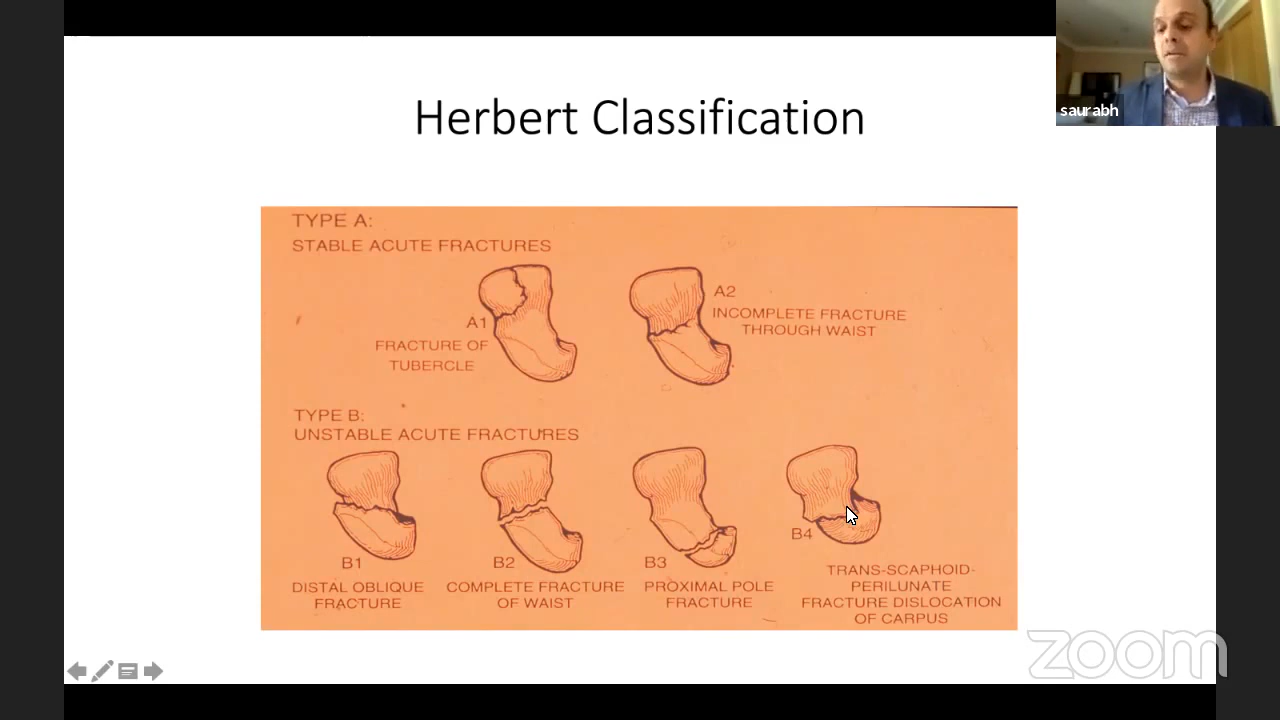 saurabh
Herbert Classification
TYPE A:
STABLE ACUTE FRACTURES
A1
FRACTURE OF
TUBERCLE
A2
INCOMPLETE FRACTURE
THROUGH WAIST
TYPE B:
UNSTABLE ACUTE FRACTURES
B1
DISTAL OBLIQUE
FRACTURE
B2
COMPLETE FRACTURE
OF WAIST
B3
PROXIMAL POLE
FRACTURE
B4
TRANS-SCAPHOID-
PERILUNATE
FRACTURE DISLOCATION
OF CARPUS
zoom